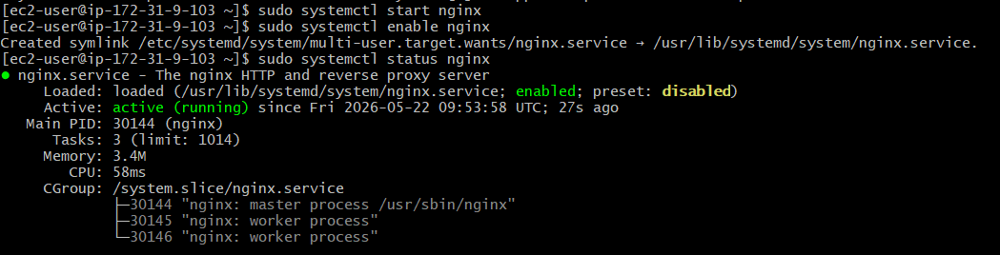 [ec2-user@ip-172-31-9-103 ~]$ sudo systemctl start nginx
[ec2-user@ip-172-31-9-103 ~]$ sudo systemctl enable nginx
Created symlink /etc/systemd/system/multi-user.target.wants/nginx.service → /usr/lib/systemd/system/nginx.service.
[ec2-user@ip-172-31-9-103 ~]$ sudo systemctl status nginx
● nginx.service - The nginx HTTP and reverse proxy server
     Loaded: loaded (/usr/lib/systemd/system/nginx.service; enabled; preset: disabled)
     Active: active (running) since Fri 2026-05-22 09:53:58 UTC; 27s ago
   Main PID: 30144 (nginx)
      Tasks: 3 (limit: 1014)
     Memory: 3.4M
        CPU: 58ms
     CGroup: /system.slice/nginx.service
             ├─30144 "nginx: master process /usr/sbin/nginx"
             ├─30145 "nginx: worker process"
             └─30146 "nginx: worker process"